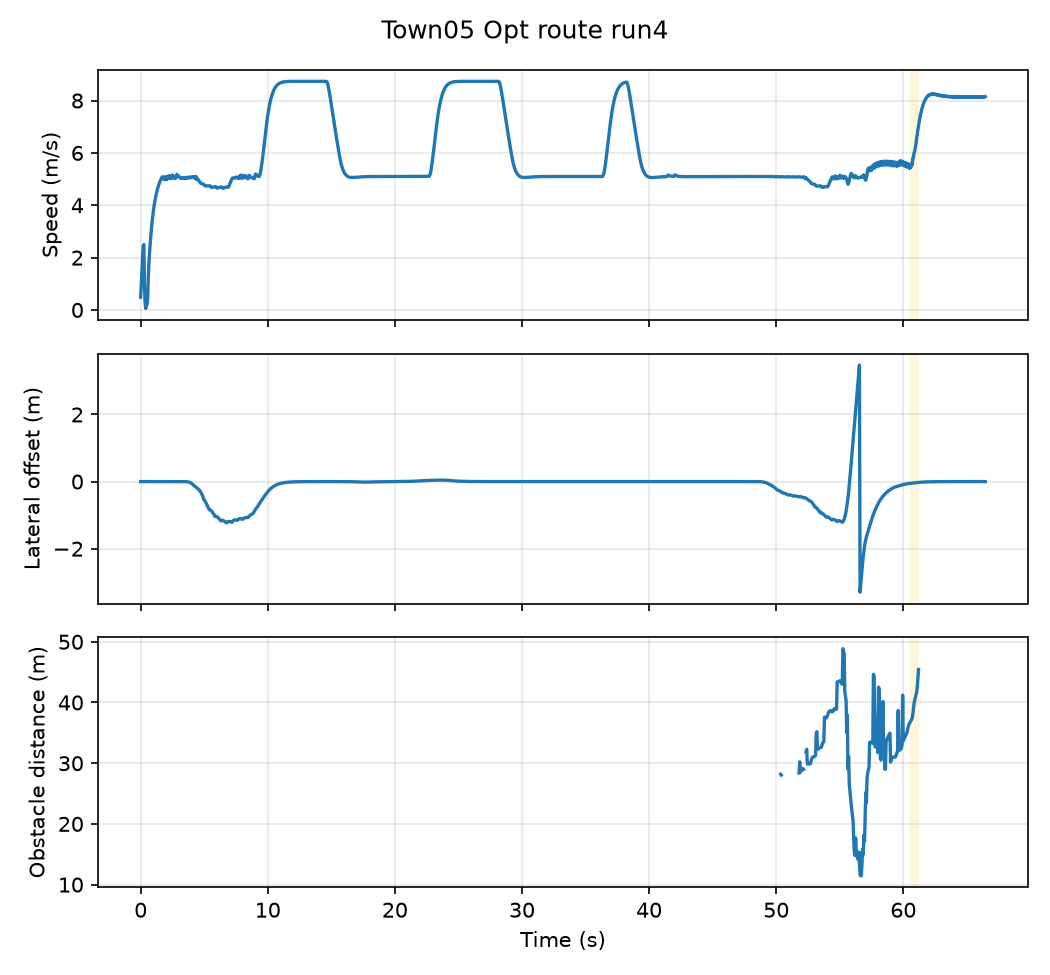 Town05 Opt route run4
Speed (m/s)
8
6
4
2
0
Lateral offset (m)
2
0
−2
Obstacle distance (m)
50
40
30
20
10
0 10 20 30 40 50 60
Time (s)